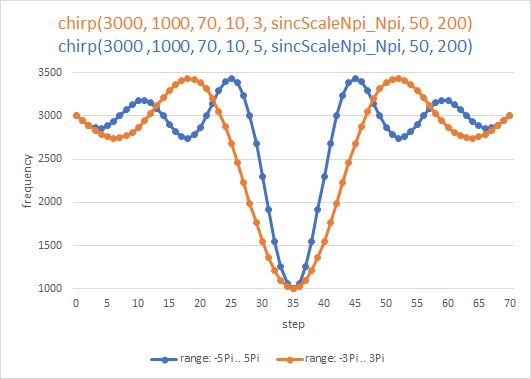 chirp(3000, 1000, 70, 10, 3, sincScaleNpi_Npi, 50, 200)
chirp(3000 ,1000, 70, 10, 5, sincScaleNpi_Npi, 50, 200)
3500
3000
2500
2000
1500
1000
frequency
0 5 10 15 20 25 30 35 40 45 50 55 60 65 70
step
range: -5Pi .. 5Pi range: -3Pi .. 3Pi